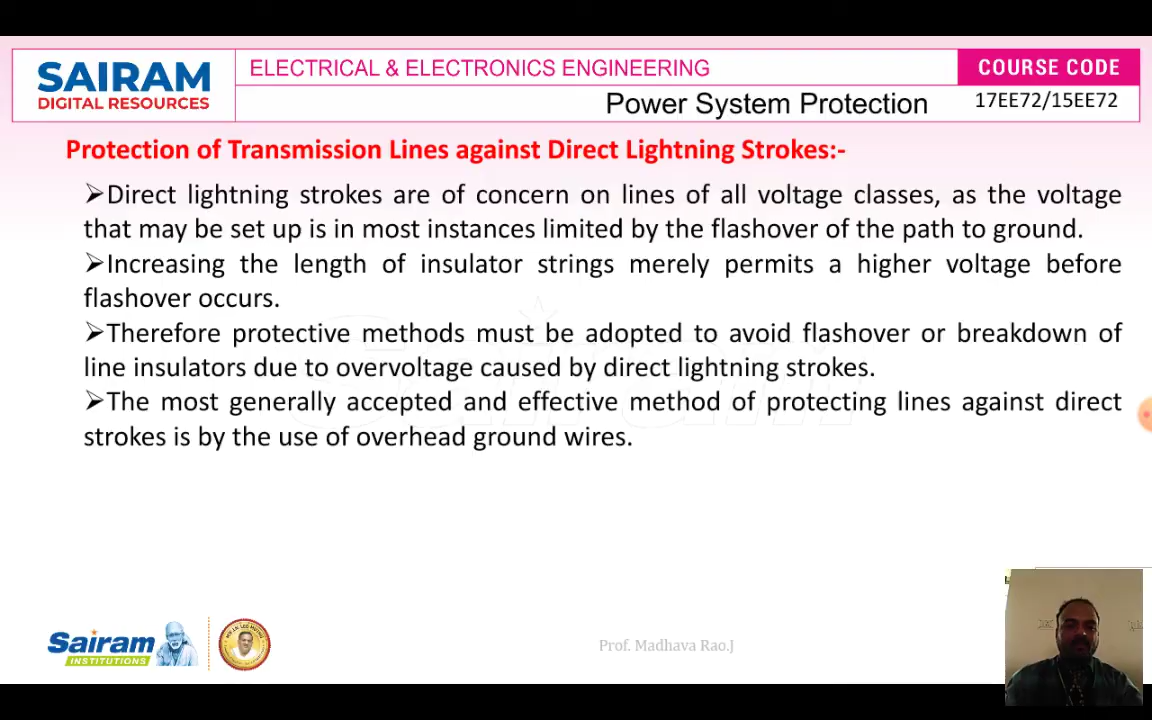 SAIRAM
DIGITAL RESOURCES
ELECTRICAL & ELECTRONICS ENGINEERING
COURSE CODE
Power System Protection
17EE72/15EE72
Protection of Transmission Lines against Direct Lightning Strokes:-
➢Direct lightning strokes are of concern on lines of all voltage classes, as the voltage
that may be set up is in most instances limited by the flashover of the path to ground.
➢Increasing the length of insulator strings merely permits a higher voltage before
flashover occurs.
➢Therefore protective methods must be adopted to avoid flashover or breakdown of
line insulators due to overvoltage caused by direct lightning strokes.
➢The most generally accepted and effective method of protecting lines against direct
strokes is by the use of overhead ground wires.
Sairam
Sairam
INSTITUTIONS
Prof. Madhava Rao.J